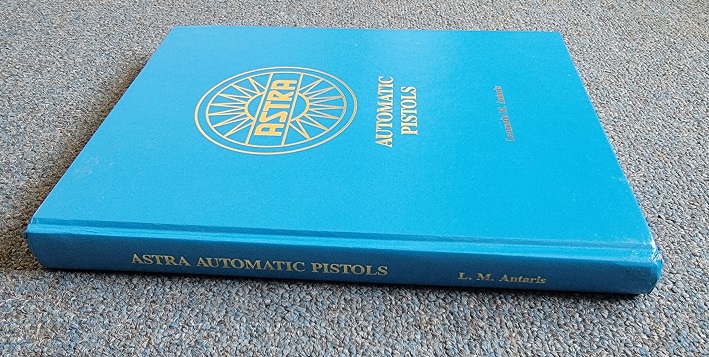 ASTRA
AUTOMATIC
PISTOLS
Leonardo M. Antaris
ASTRA AUTOMATIC PISTOLS
L. M. Antaris